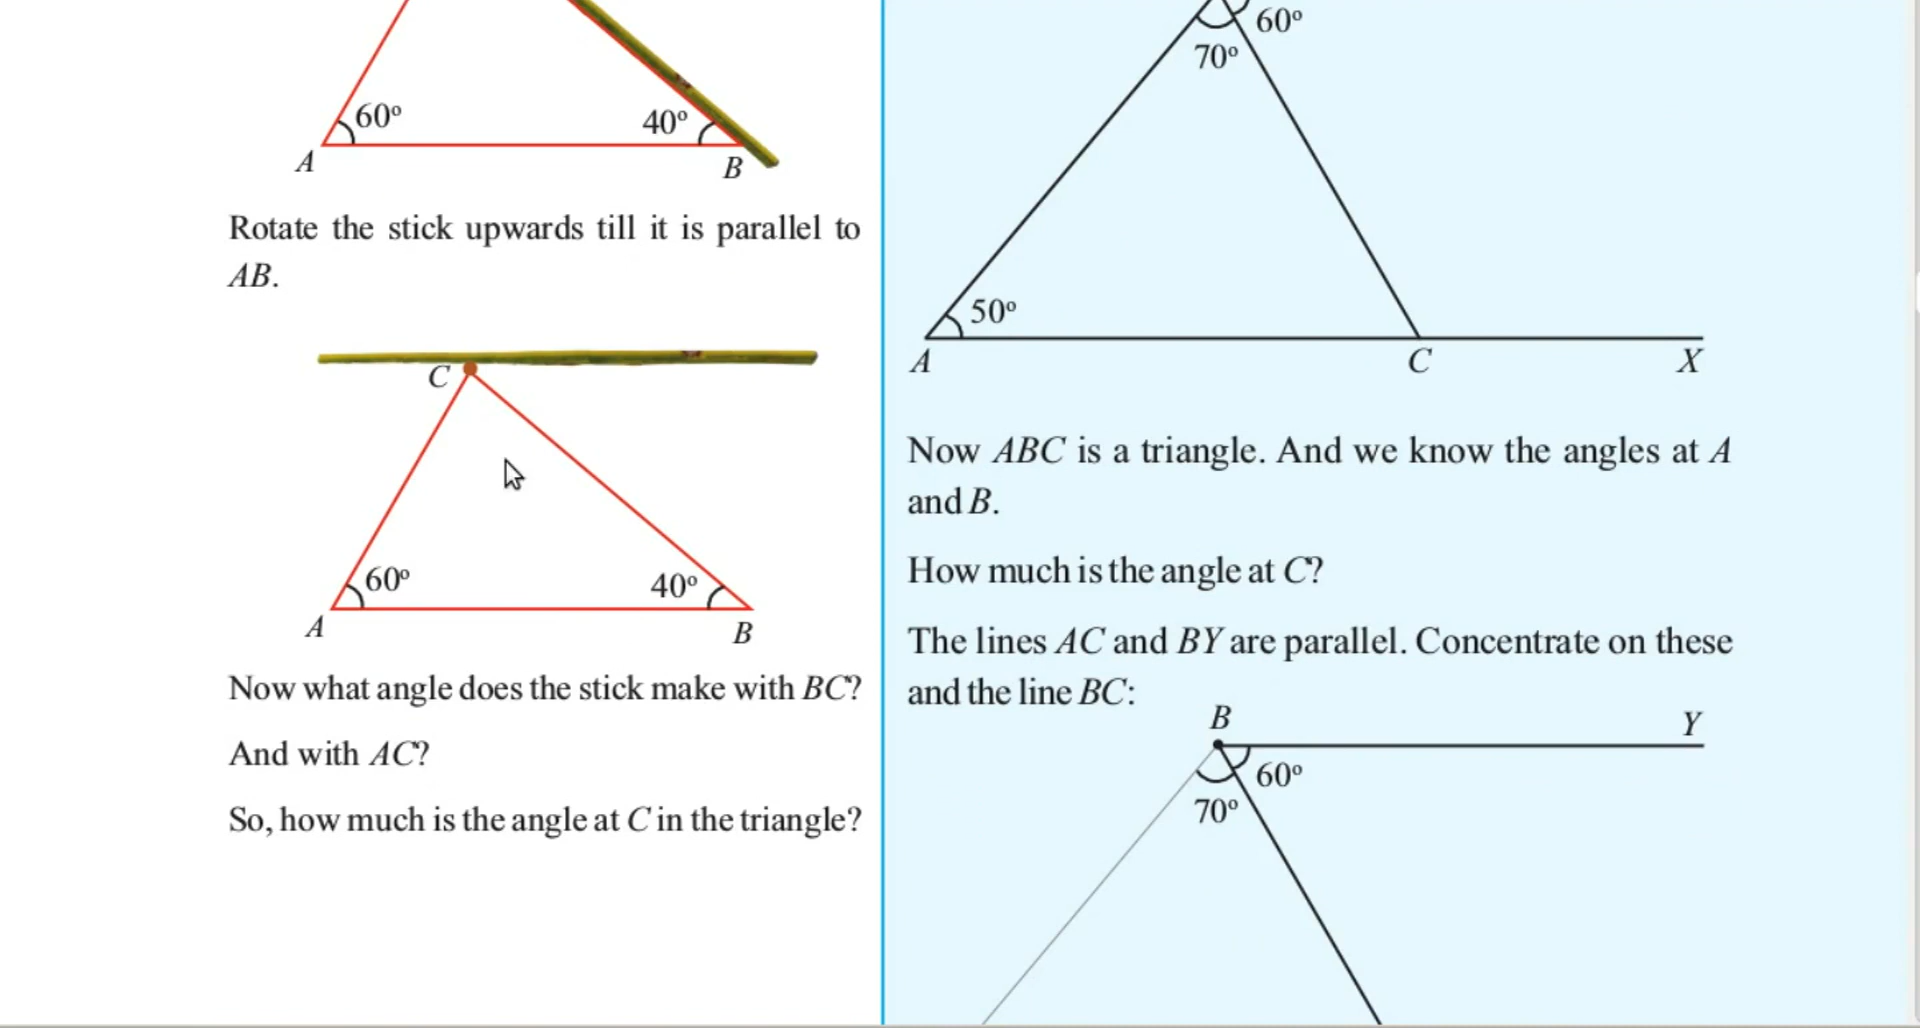 60°
40°
A
B
Rotate the stick upwards till it is parallel to
AB.
C
60°
40°
A
B
Now what angle does the stick make with BC?
And with AC?
So, how much is the angle at C in the triangle?
60°
70°
50°
A
C
X
Now ABC is a triangle. And we know the angles at A
and B.
How much is the angle at C?
The lines AC and BY are parallel. Concentrate on these
and the line BC:
B
Y
60°
70°